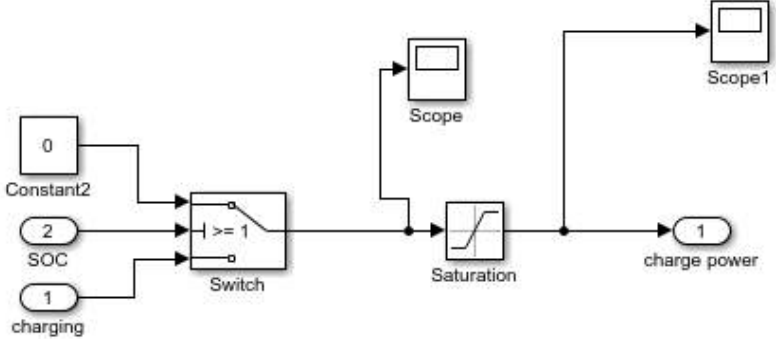 Scope1
Scope
0
Constant2
2
SOC
>= 1
Switch
1
charging
Saturation
1
charge power